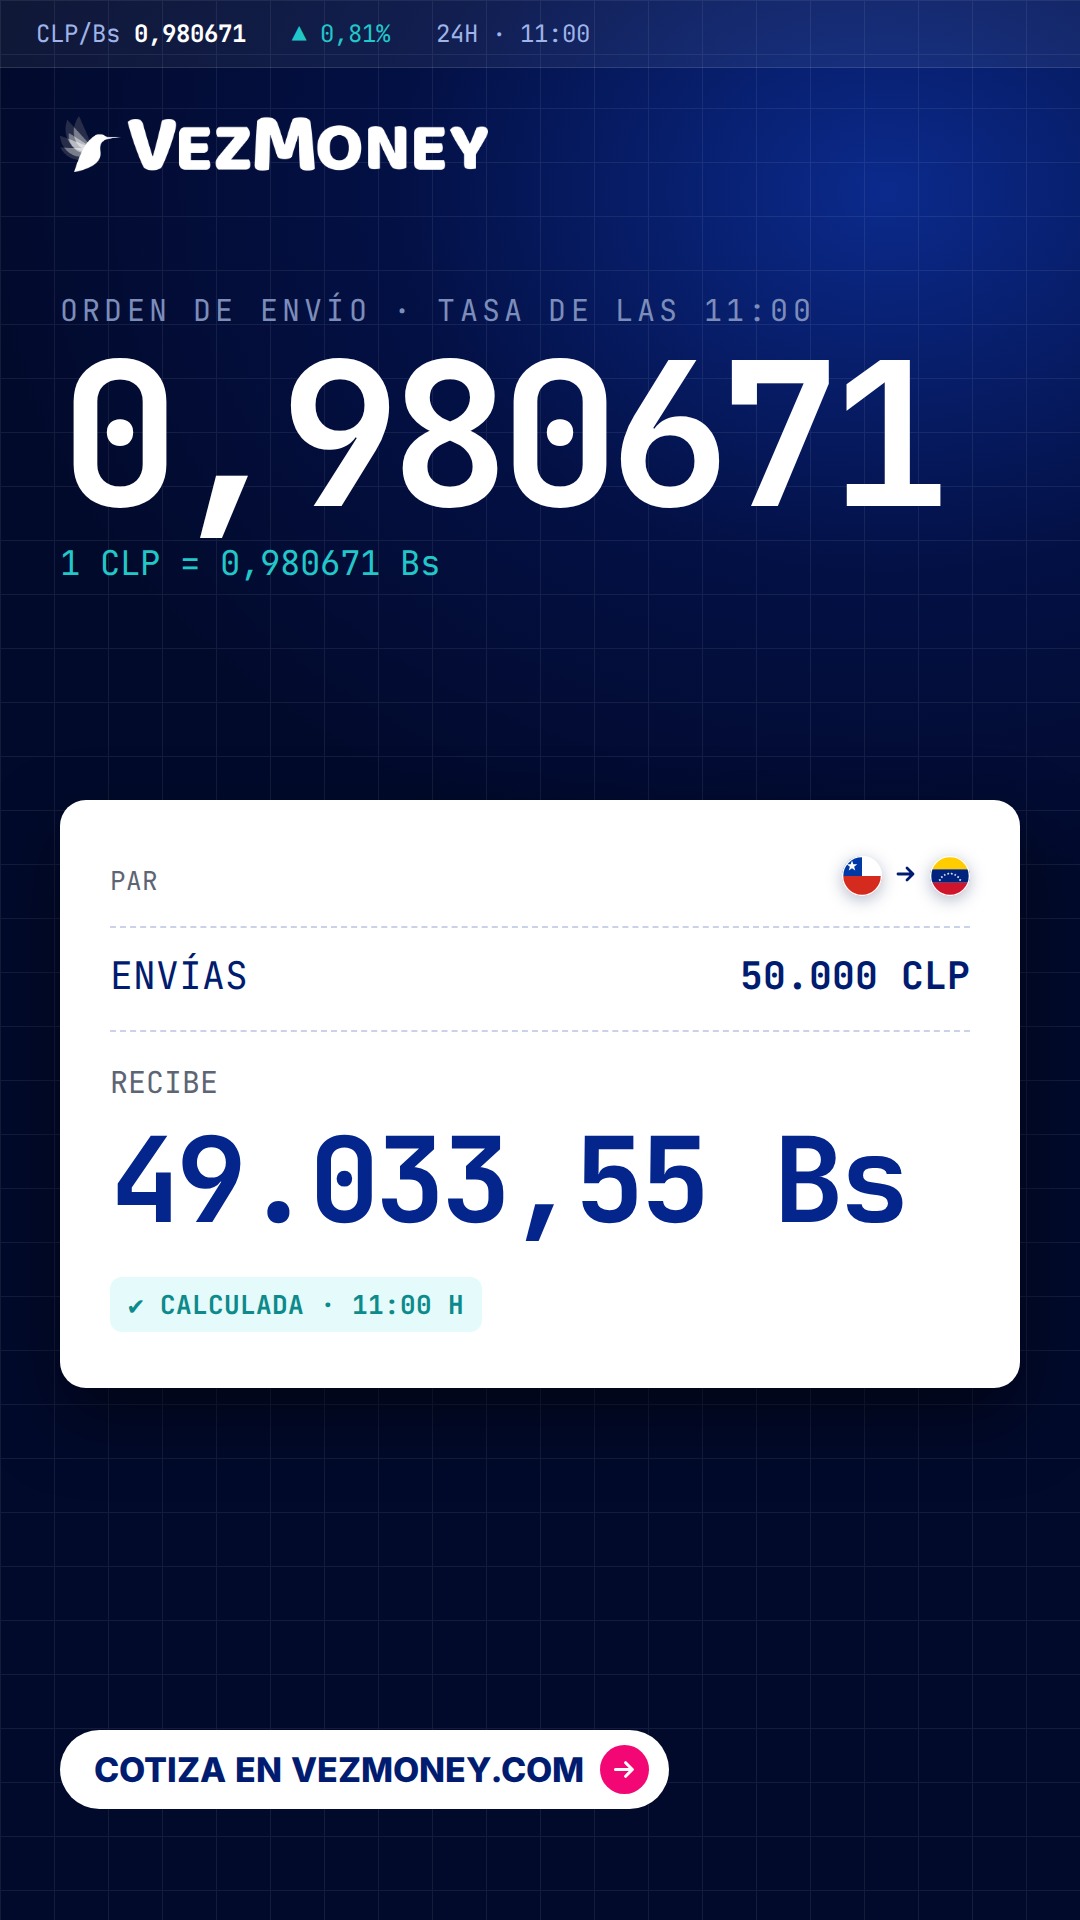 CLP/Bs 0,980671 ▲ 0,81% 24H · 11:00
VEZMONEY
ORDEN DE ENVÍO · TASA DE LAS 11:00
0,980671
1 CLP = 0,980671 Bs
PAR →
ENVÍAS 50.000 CLP
RECIBE
49.033,55 Bs
✔ CALCULADA · 11:00 H
COTIZA EN VEZMONEY.COM →